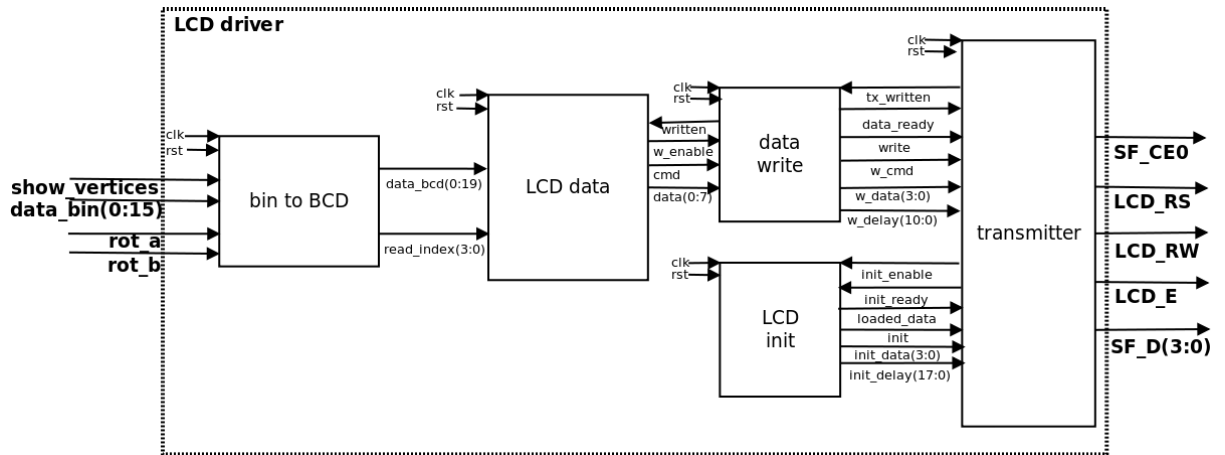 LCD driver
show_vertices
data_bin(0:15)
rot_a
rot_b
clk
rst
bin to BCD
data_bcd(0:19)
read_index(3:0)
clk
rst
LCD data
written
w_enable
cmd
data(0:7)
clk
rst
data
write
tx_written
data_ready
write
w_cmd
w_data(3:0)
w_delay(10:0)
clk
rst
LCD
init
init_enable
init_ready
loaded_data
init
init_data(3:0)
init_delay(17:0)
clk
rst
transmitter
SF_CE0
LCD_RS
LCD_RW
LCD_E
SF_D(3:0)